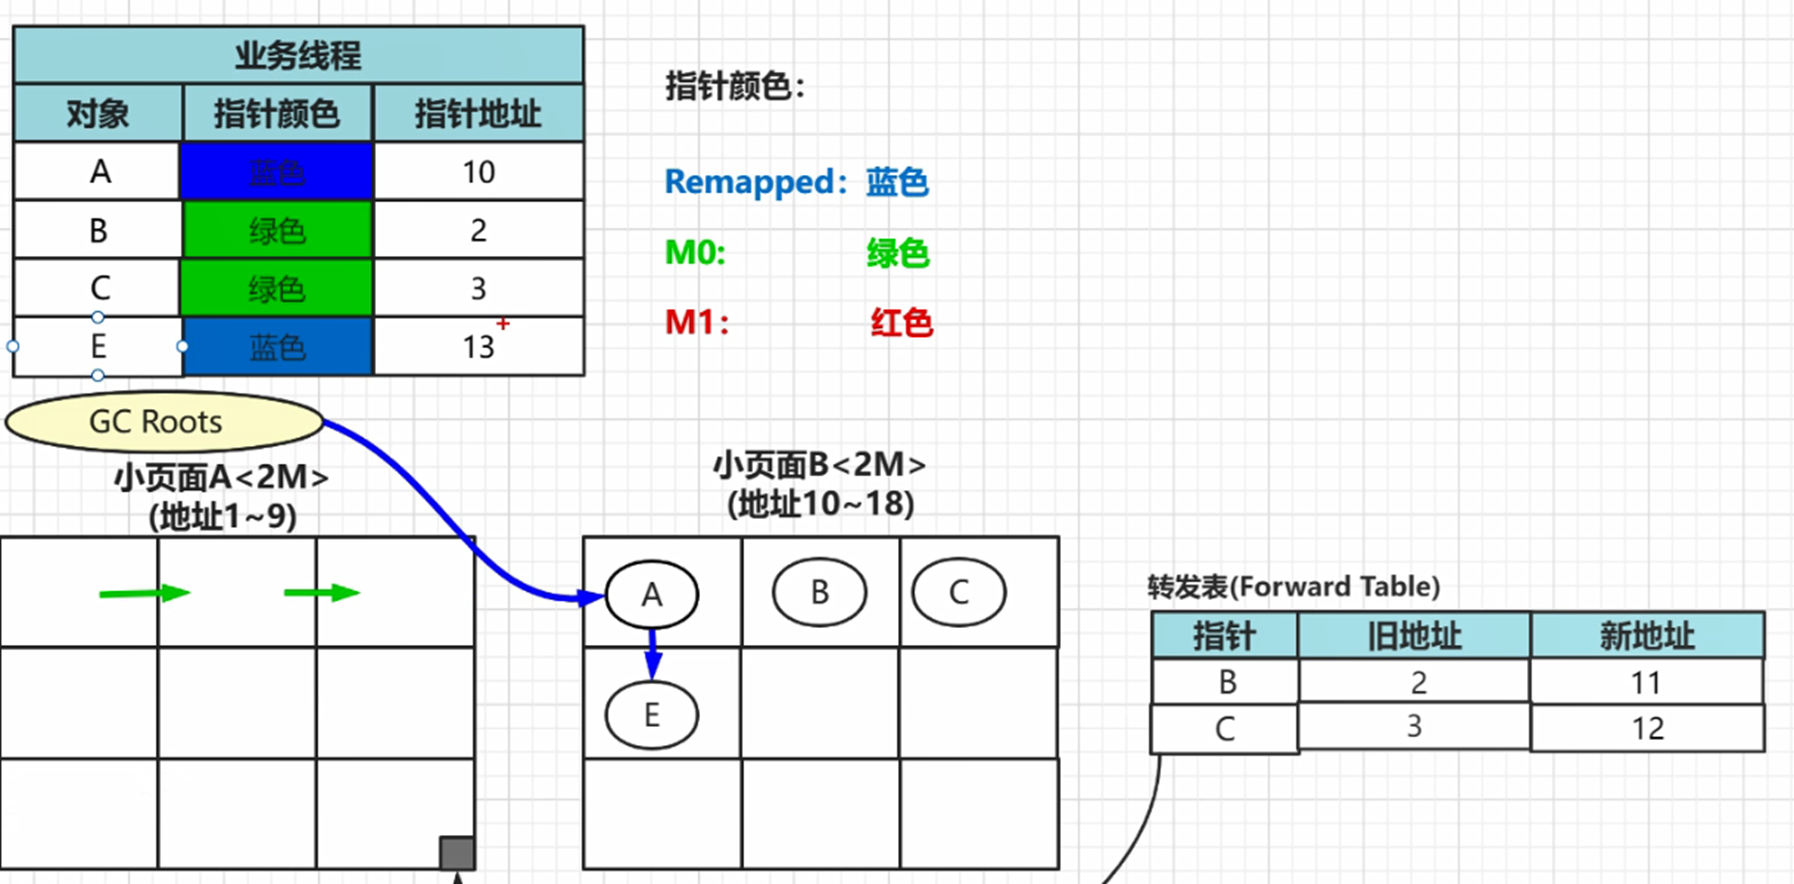 业务线程
对象 指针颜色 指针地址
A 蓝色 10
B 绿色 2
C 绿色 3
E 蓝色 13
指针颜色：
Remapped：蓝色
M0: 绿色
M1： 红色
GC Roots
小页面A<2M>
(地址1~9)
小页面B<2M>
(地址10~18)
A B C
E
转发表(Forward Table)
指针 旧地址 新地址
B 2 11
C 3 12